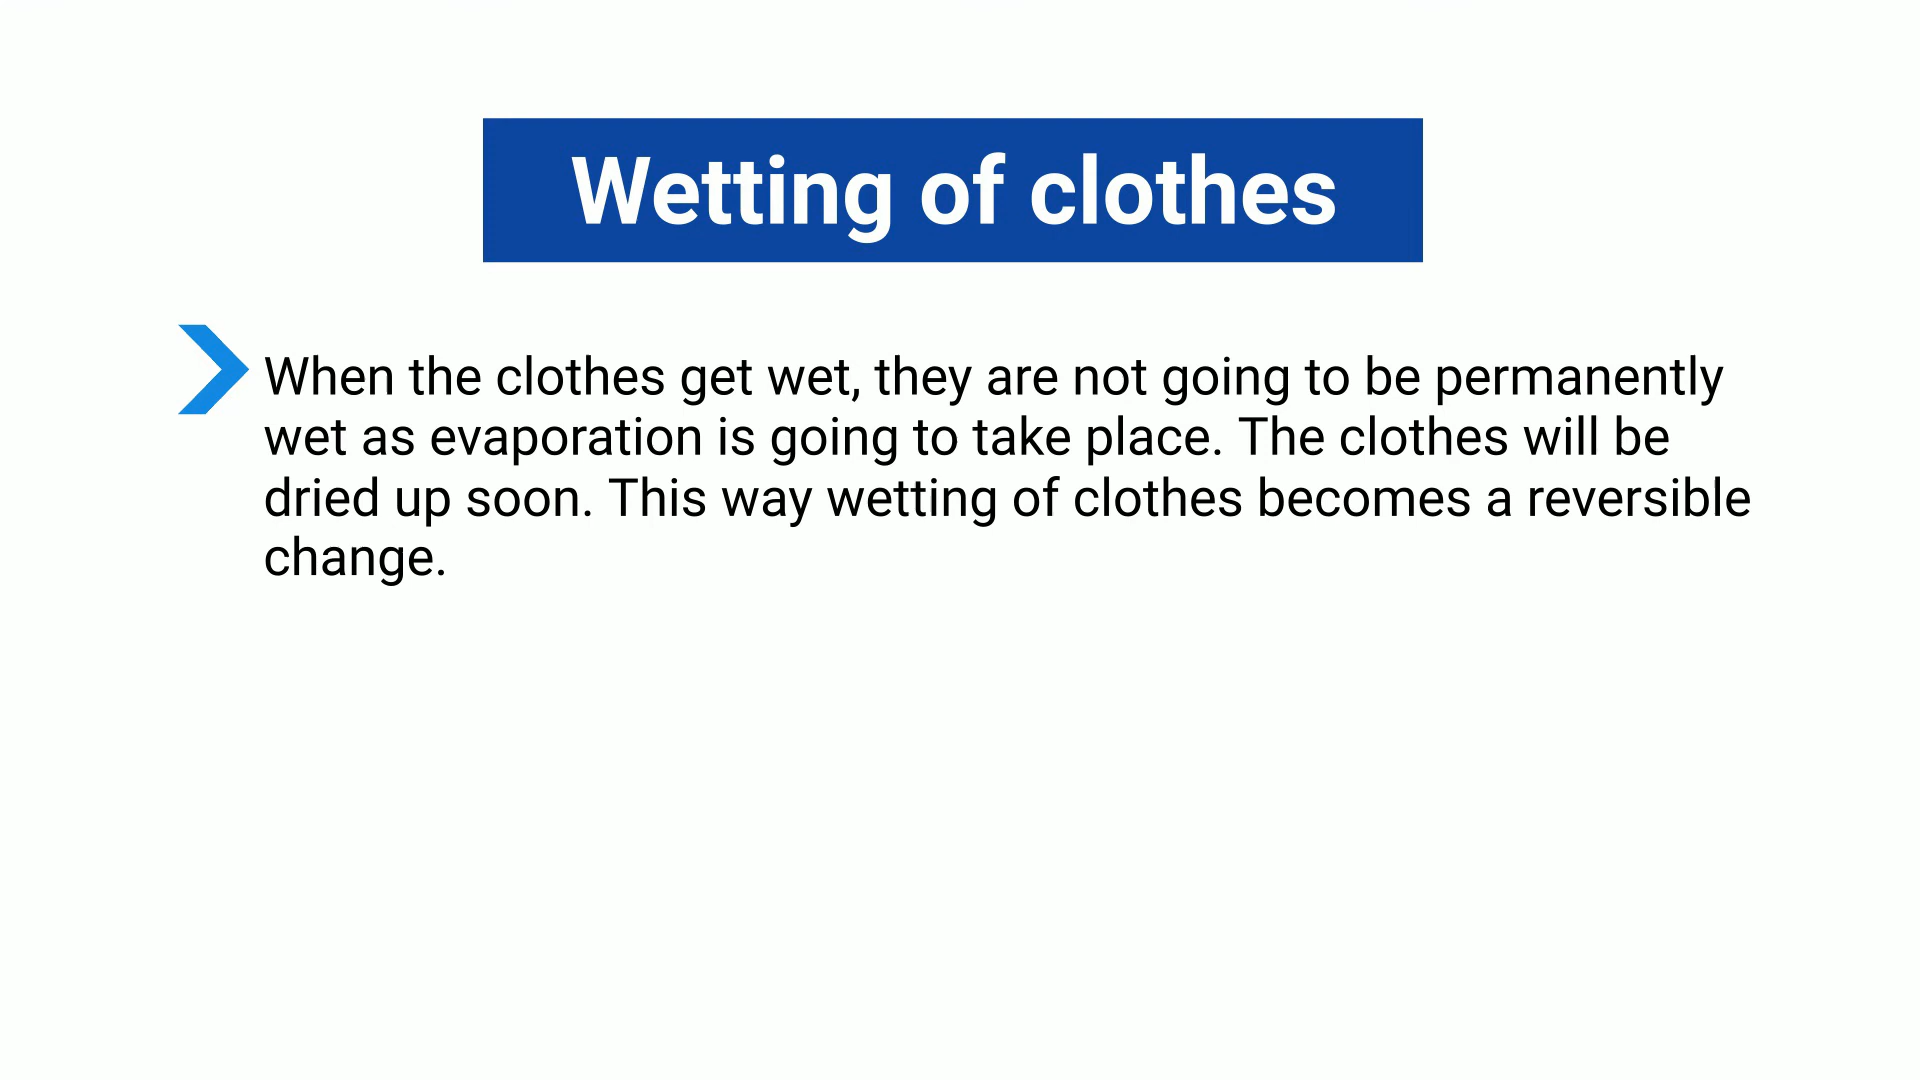 Wetting of clothes
When the clothes get wet, they are not going to be permanently
wet as evaporation is going to take place. The clothes will be
dried up soon. This way wetting of clothes becomes a reversible
change.